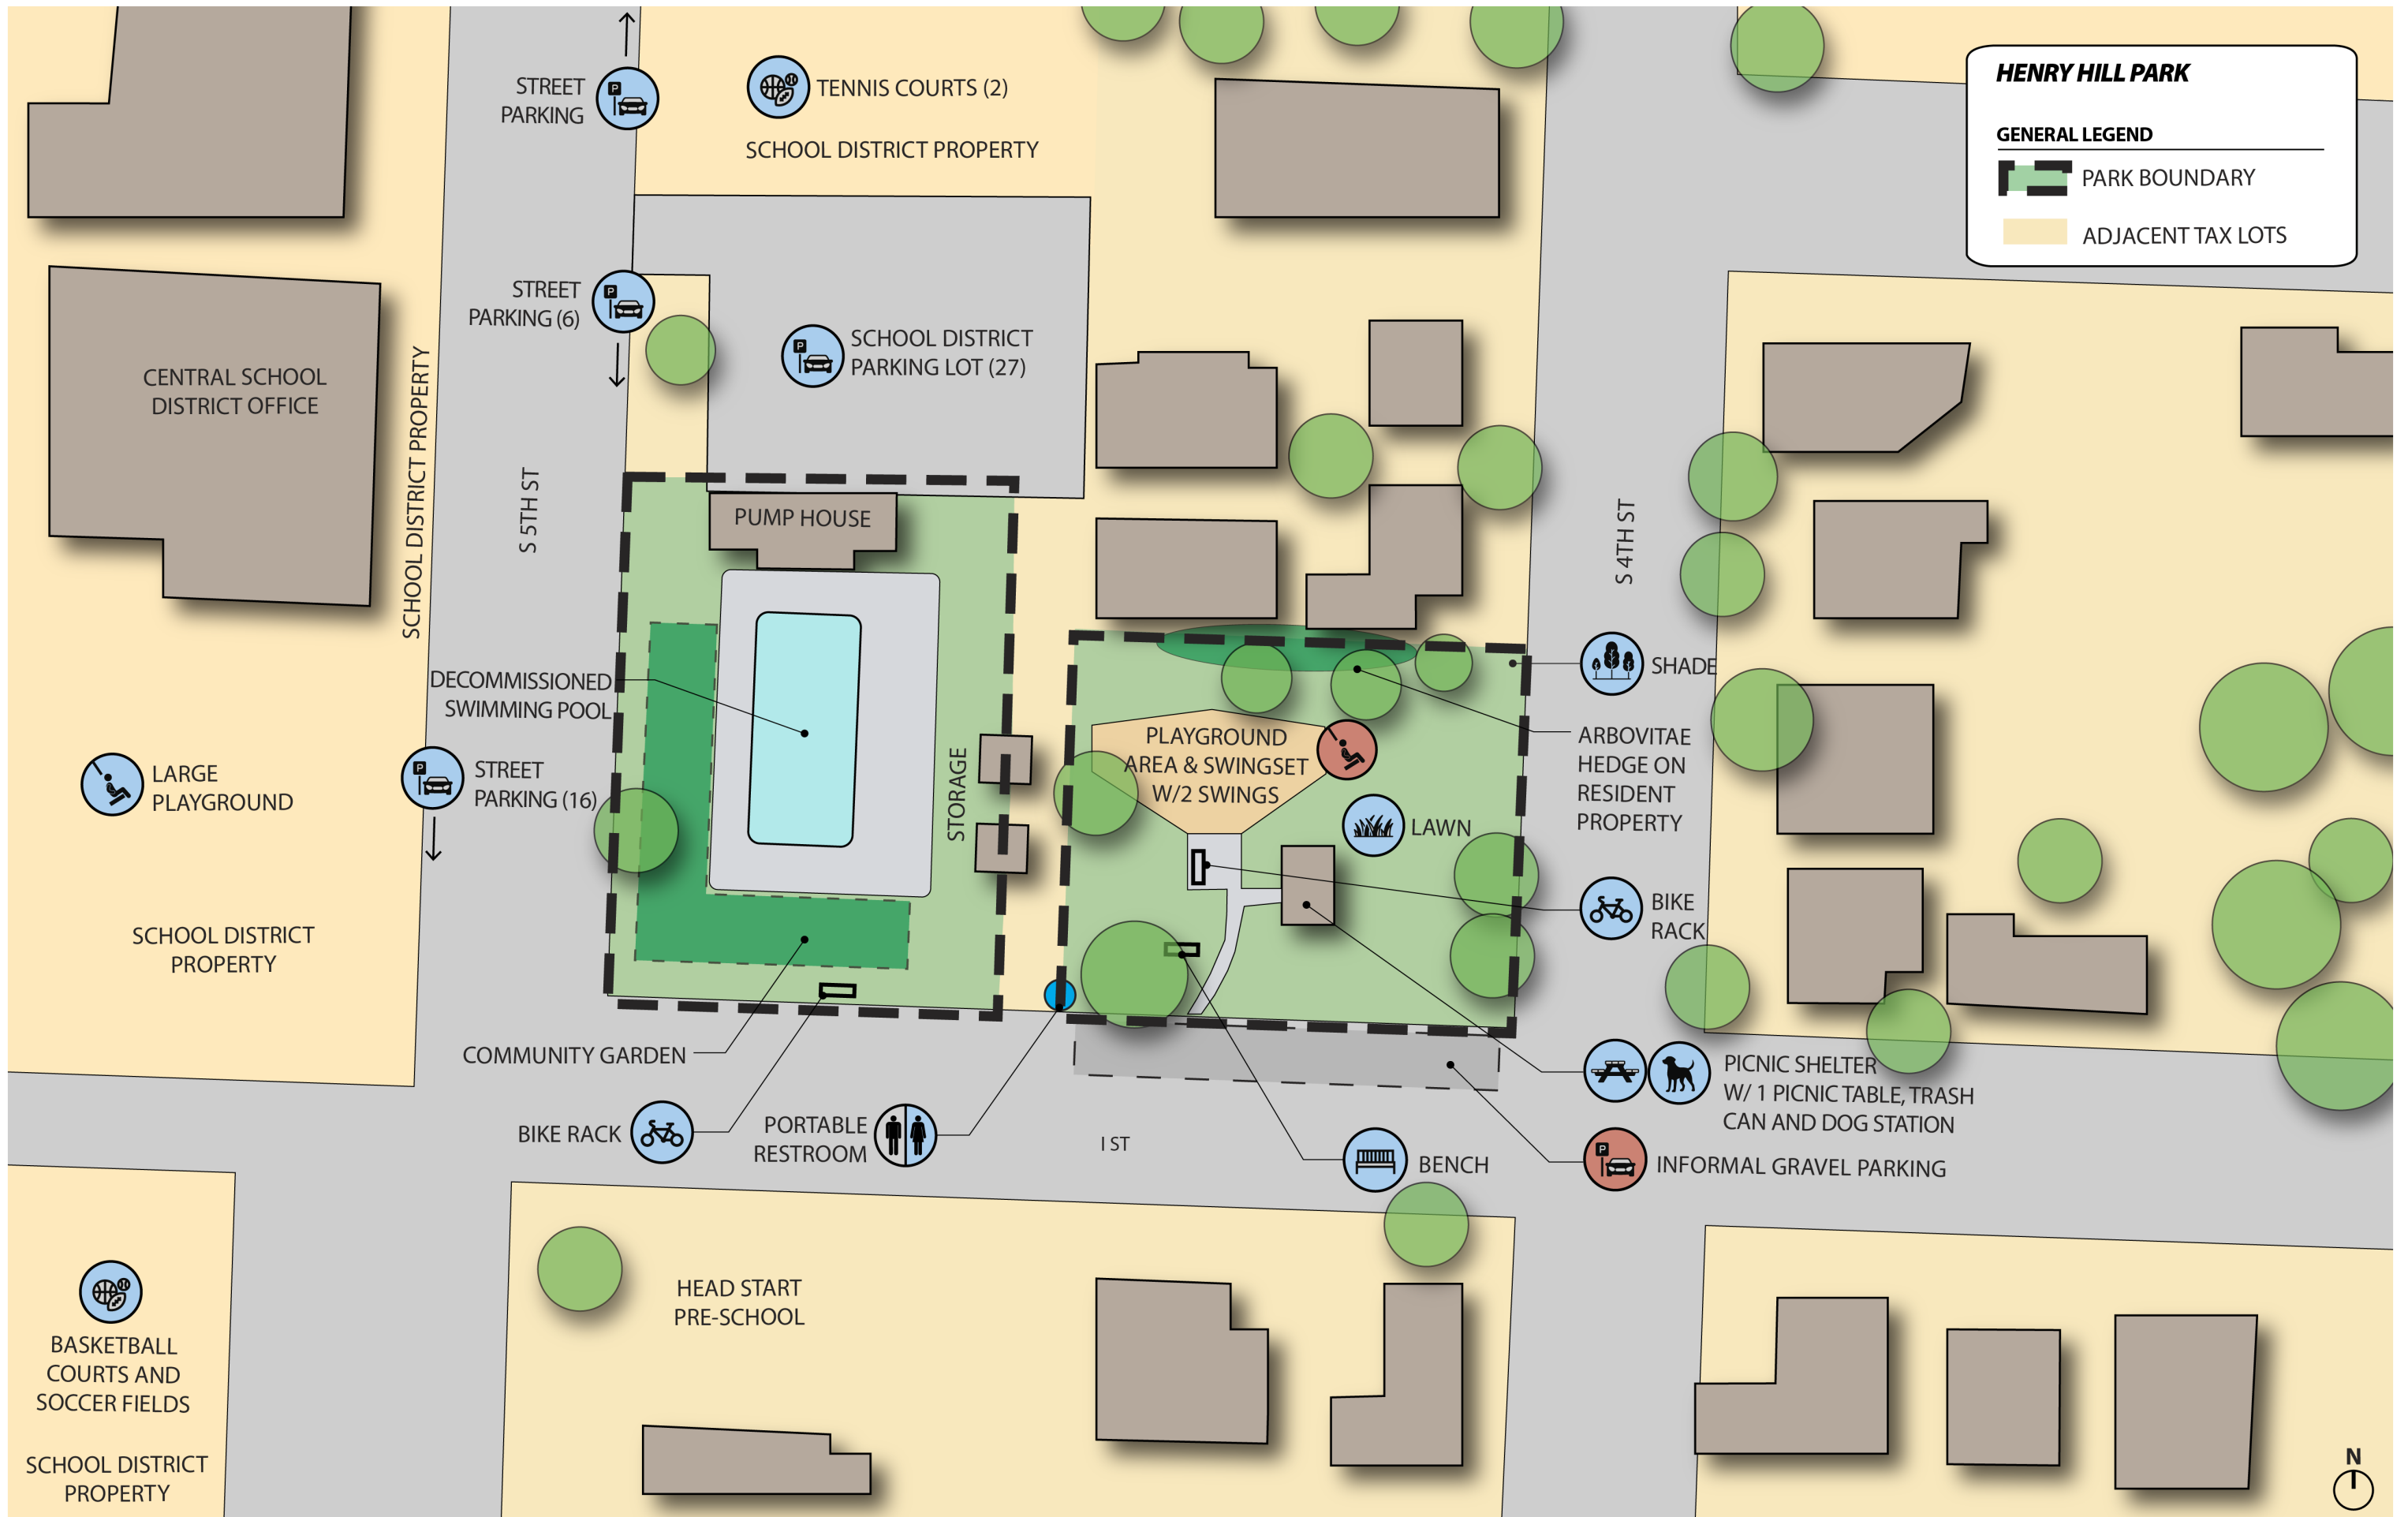 HENRY HILL PARK
GENERAL LEGEND
PARK BOUNDARY
ADJACENT TAX LOTS
STREET
PARKING
TENNIS COURTS (2)
SCHOOL DISTRICT PROPERTY
STREET
PARKING (6)
SCHOOL DISTRICT
PARKING LOT (27)
CENTRAL SCHOOL
DISTRICT OFFICE
SCHOOL DISTRICT PROPERTY
S 5TH ST
PUMP HOUSE
S 4TH ST
DECOMMISSIONED
SWIMMING POOL
SHADE
ARBOVITAE
HEDGE ON
RESIDENT
PROPERTY
PLAYGROUND
AREA & SWINGSET
W/2 SWINGS
LARGE
PLAYGROUND
STREET
PARKING (16)
STORAGE
LAWN
BIKE
RACK
SCHOOL DISTRICT
PROPERTY
COMMUNITY GARDEN
PICNIC SHELTER
W/ 1 PICNIC TABLE, TRASH
CAN AND DOG STATION
BIKE RACK
PORTABLE
RESTROOM
I ST
BENCH
INFORMAL GRAVEL PARKING
HEAD START
PRE-SCHOOL
BASKETBALL
COURTS AND
SOCCER FIELDS
SCHOOL DISTRICT
PROPERTY
N
P
P
P
P
P